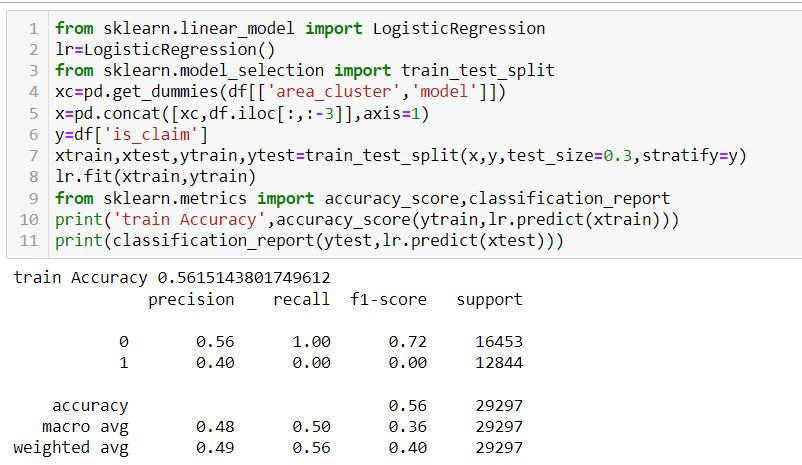 1 from sklearn.linear_model import LogisticRegression
2 lr=LogisticRegression()
3 from sklearn.model_selection import train_test_split
4 xc=pd.get_dummies(df[['area_cluster','model']])
5 x=pd.concat([xc,df.iloc[:,:-3]],axis=1)
6 y=df['is_claim']
7 xtrain,xtest,ytrain,ytest=train_test_split(x,y,test_size=0.3,stratify=y)
8 lr.fit(xtrain,ytrain)
9 from sklearn.metrics import accuracy_score,classification_report
10 print('train Accuracy',accuracy_score(ytrain,lr.predict(xtrain)))
11 print(classification_report(ytest,lr.predict(xtest)))
train Accuracy 0.5615143801749612
precision recall f1-score support
0 0.56 1.00 0.72 16453
1 0.40 0.00 0.00 12844
accuracy 0.56 29297
macro avg 0.48 0.50 0.36 29297
weighted avg 0.49 0.56 0.40 29297